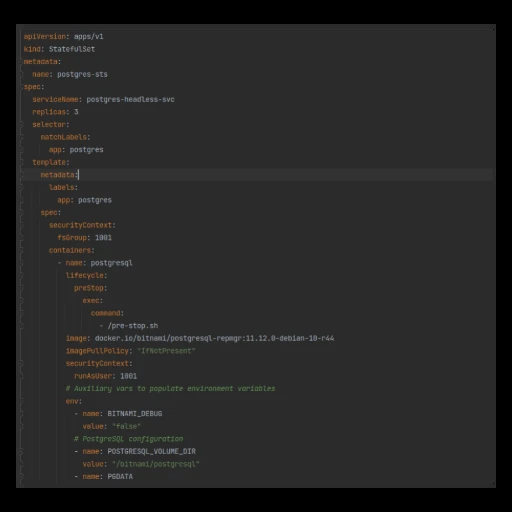 apiVersion: apps/v1
kind: StatefulSet
metadata:
  name: postgres-sts
spec:
  serviceName: postgres-headless-svc
  replicas: 3
  selector:
    matchLabels:
      app: postgres
  template:
    metadata:
      labels:
        app: postgres
    spec:
      securityContext:
        fsGroup: 1001
      containers:
        - name: postgresql
          lifecycle:
            preStop:
              exec:
                command:
                  - /pre-stop.sh
          image: docker.io/bitnami/postgresql-repmgr:11.12.0-debian-10-r44
          imagePullPolicy: "IfNotPresent"
          securityContext:
            runAsUser: 1001
          # Auxiliary vars to populate environment variables
          env:
            - name: BITNAMI_DEBUG
              value: "false"
            # PostgreSQL configuration
            - name: POSTGRESQL_VOLUME_DIR
              value: "/bitnami/postgresql"
            - name: PGDATA